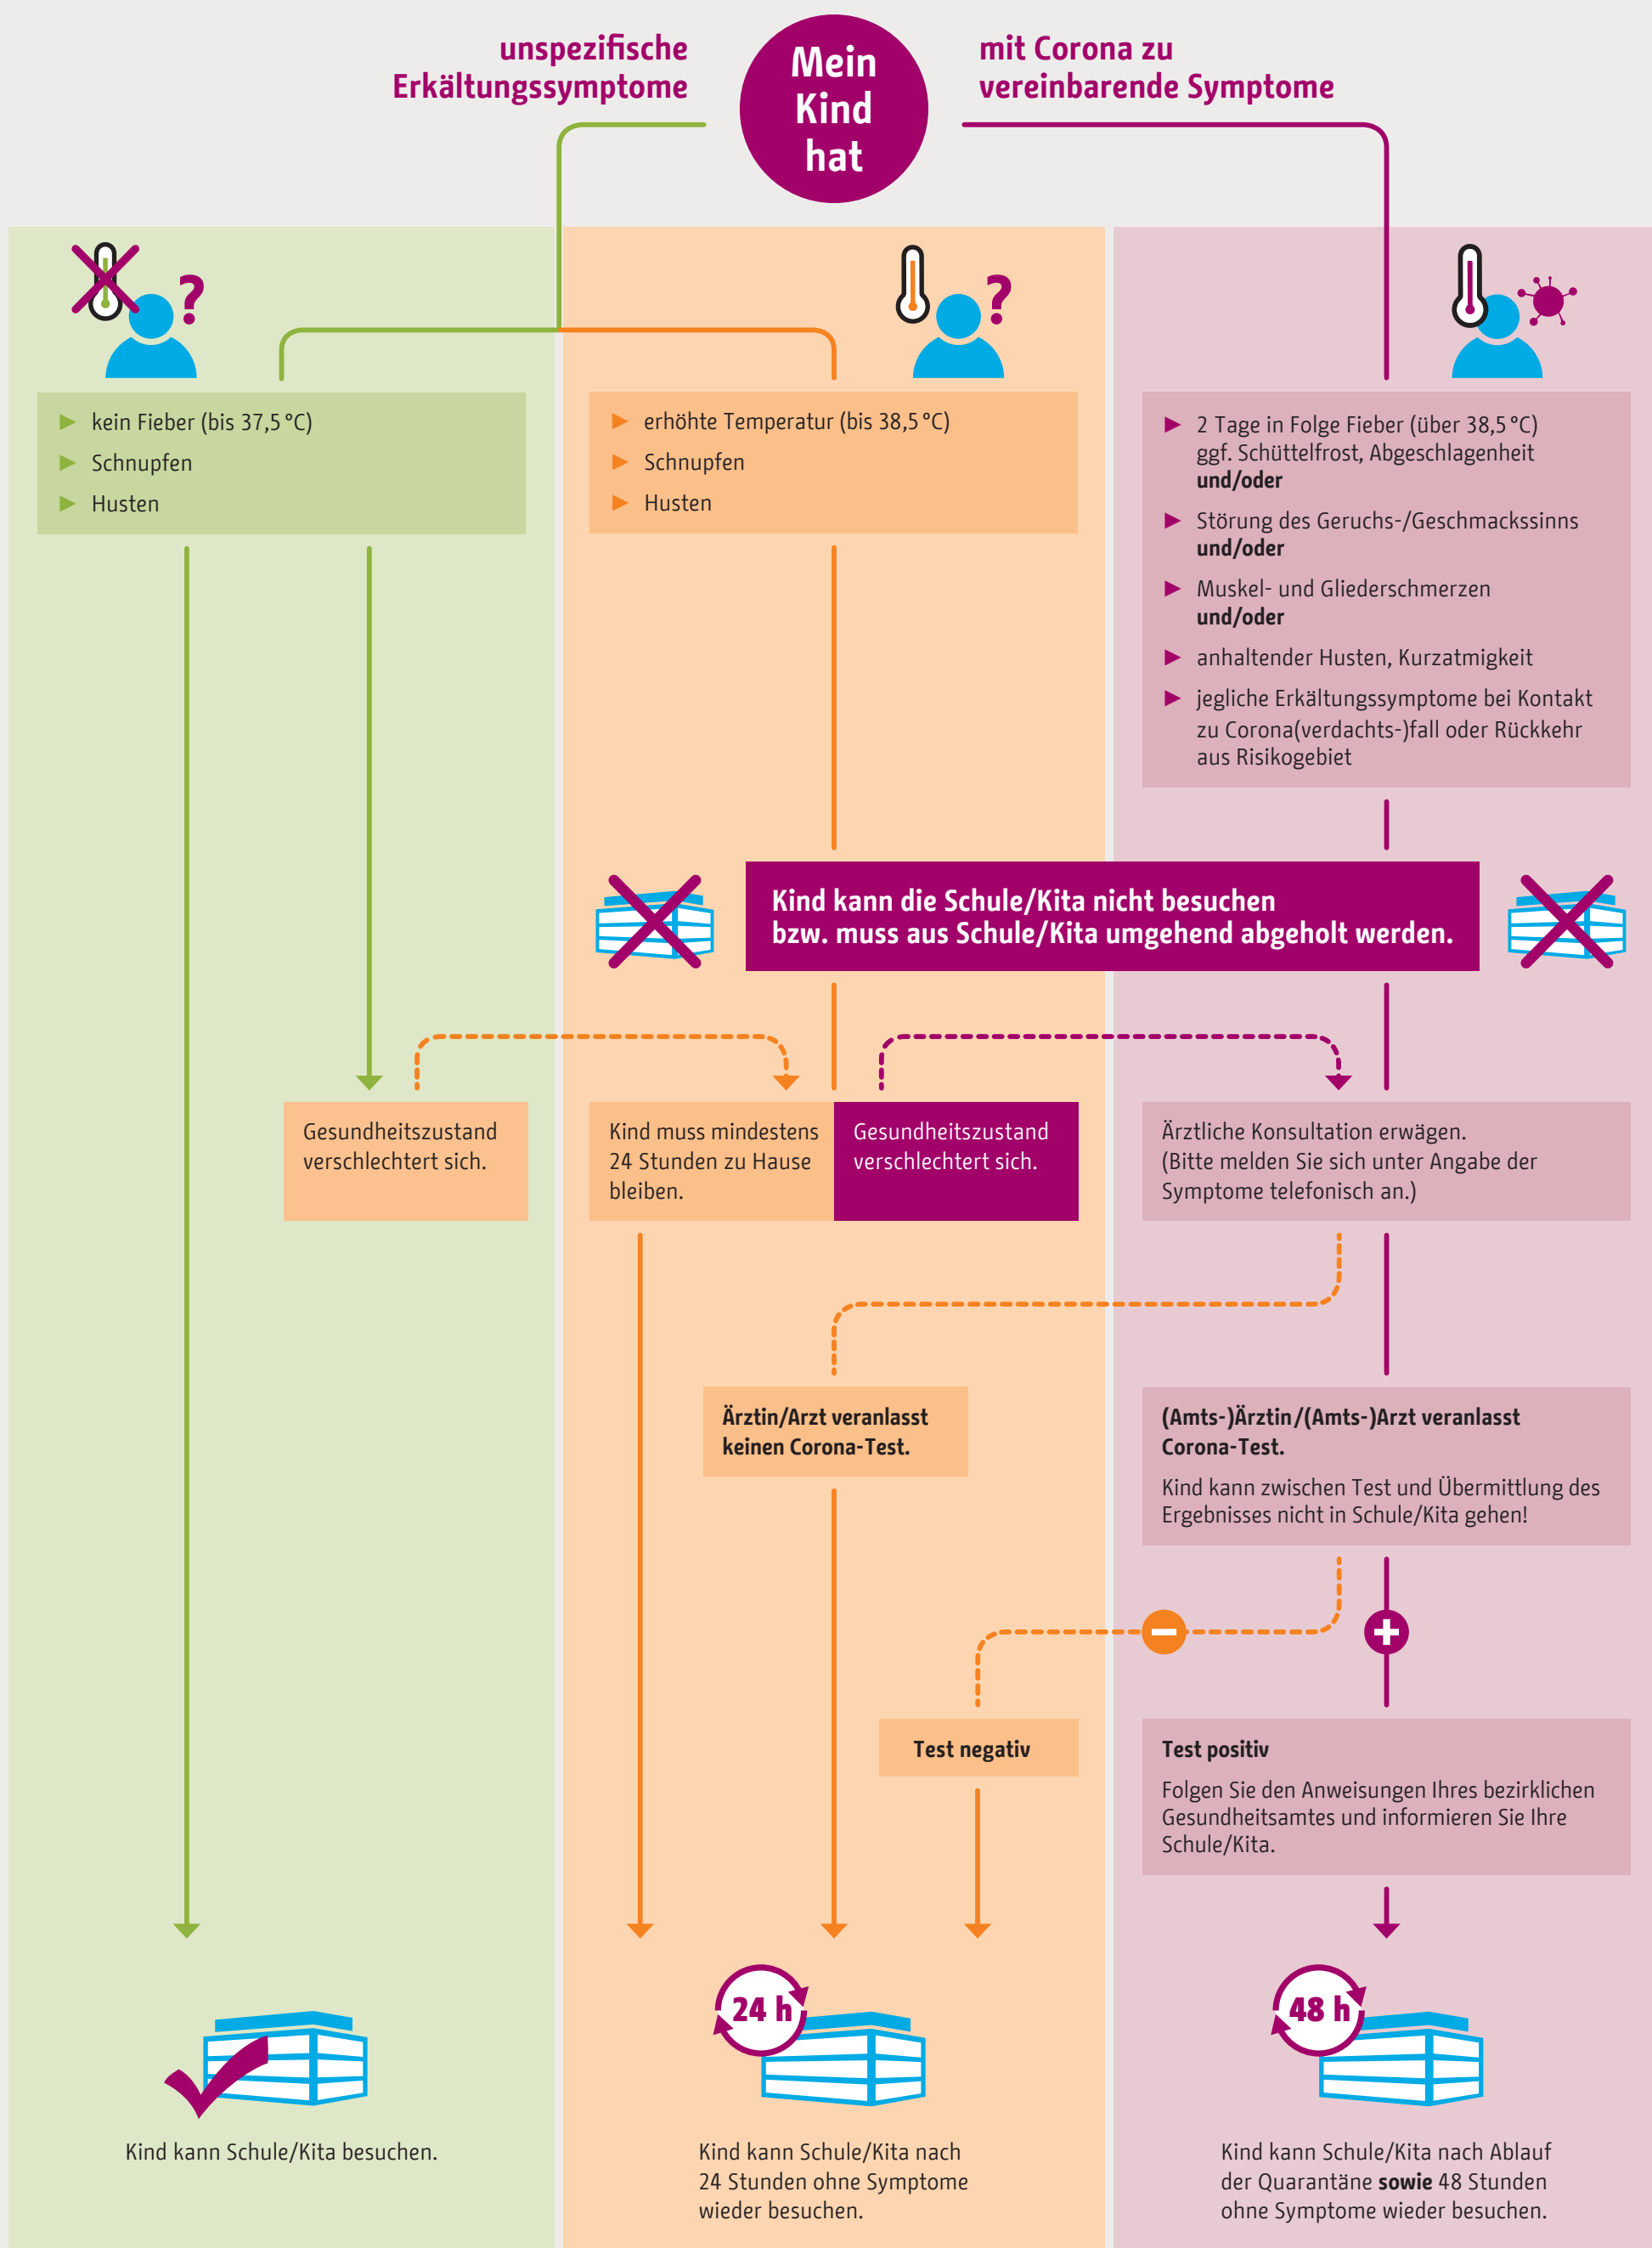 unspezifische
Erkältungssymptome
Mein
Kind
hat
mit Corona zu
vereinbarende Symptome
?
?
kein Fieber (bis 37,5 °C)
Schnupfen
Husten
erhöhte Temperatur (bis 38,5 °C)
Schnupfen
Husten
2 Tage in Folge Fieber (über 38,5 °C)
ggf. Schüttelfrost, Abgeschlagenheit
und/oder
Störung des Geruchs-/Geschmackssinns
und/oder
Muskel- und Gliederschmerzen
und/oder
anhaltender Husten, Kurzatmigkeit
jegliche Erkältungssymptome bei Kontakt
zu Corona(verdachts-)fall oder Rückkehr
aus Risikogebiet
Kind kann die Schule/Kita nicht besuchen
bzw. muss aus Schule/Kita umgehend abgeholt werden.
Gesundheitszustand
verschlechtert sich.
Kind muss mindestens
24 Stunden zu Hause
bleiben.
Gesundheitszustand
verschlechtert sich.
Ärztliche Konsultation erwägen.
(Bitte melden Sie sich unter Angabe der
Symptome telefonisch an.)
Ärztin/Arzt veranlasst
keinen Corona-Test.
(Amts-)Ärztin/(Amts-)Arzt veranlasst
Corona-Test.
Kind kann zwischen Test und Übermittlung des
Ergebnisses nicht in Schule/Kita gehen!
Test negativ
Test positiv
Folgen Sie den Anweisungen Ihres bezirklichen
Gesundheitsamtes und informieren Sie Ihre
Schule/Kita.
24 h
48 h
Kind kann Schule/Kita besuchen.
Kind kann Schule/Kita nach
24 Stunden ohne Symptome
wieder besuchen.
Kind kann Schule/Kita nach Ablauf
der Quarantäne sowie 48 Stunden
ohne Symptome wieder besuchen.